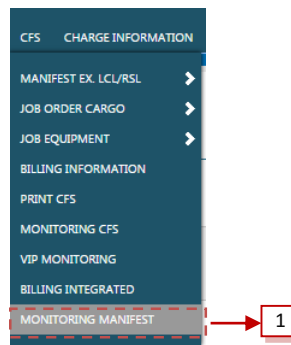 CFS CHARGE INFORMATION
MANIFEST EX. LCL/RSL
JOB ORDER CARGO
JOB EQUIPMENT
BILLING INFORMATION
PRINT CFS
MONITORING CFS
VIP MONITORING
BILLING INTEGRATED
MONITORING MANIFEST 1